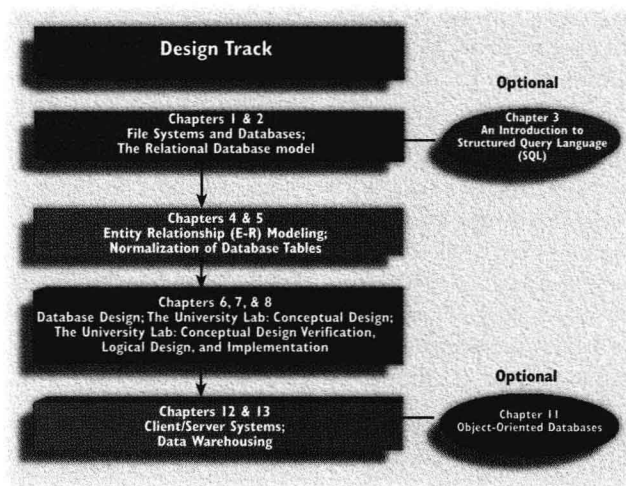 Design Track
Optional
Chapters 1 & 2
File Systems and Databases;
The Relational Database model
Chapter 3
An Introduction to
Structured Query Language
(SQL)
Chapters 4 & 5
Entity Relationship (E-R) Modeling;
Normalization of Database Tables
Chapters 6, 7, & 8
Database Design; The University Lab: Conceptual Design;
The University Lab: Conceptual Design Verification,
Logical Design, and Implementation
Optional
Chapters 12 & 13
Client/Server Systems;
Data Warehousing
Chapter 11
Object-Oriented Databases